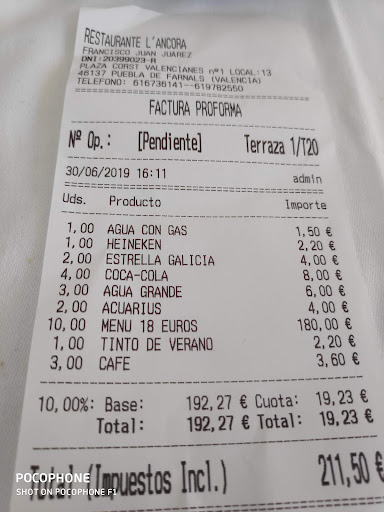 RESTAURANTE L´ANCORA
FRANCISCO JUAN JUAREZ
DNI:20399023-R
PLAZA CORST VALENCIANES nº1 LOCAL:13
46137 PUEBLA DE FARNALS (VALENCIA)
TELEFONO: 616736141--619782550
FACTURA PROFORMA
Nº Op.: [Pendiente] Terraza 1/T20
30/06/2019 16:11 admin
Uds. Producto Importe
1,00 AGUA CON GAS 1,50 €
1,00 HEINEKEN 2,20 €
2,00 ESTRELLA GALICIA 4,00 €
4,00 COCA-COLA 8,00 €
3,00 AGUA GRANDE 6,00 €
2,00 ACUARIUS 4,00 €
10,00 MENU 18 EUROS 180,00 €
1,00 TINTO DE VERANO 2,20 €
3,00 CAFE 3,60 €
10,00%: Base: 192,27 € Cuota: 19,23 €
Total: 192,27 € Total: 19,23 €
Total (Impuestos Incl.) 211,50 €
POCOPHONE
SHOT ON POCOPHONE F1